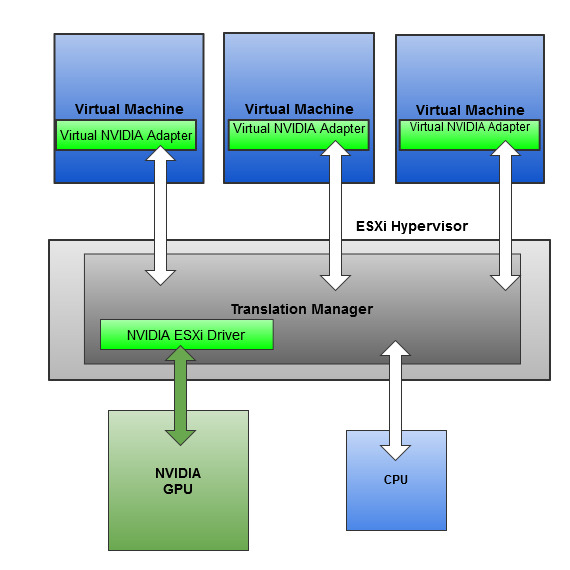 Virtual Machine
Virtual NVIDIA Adapter
Virtual Machine
Virtual NVIDIA Adapter
Virtual Machine
Virtual NVIDIA Adapter
ESXi Hypervisor
Translation Manager
NVIDIA ESXi Driver
NVIDIA
GPU
CPU